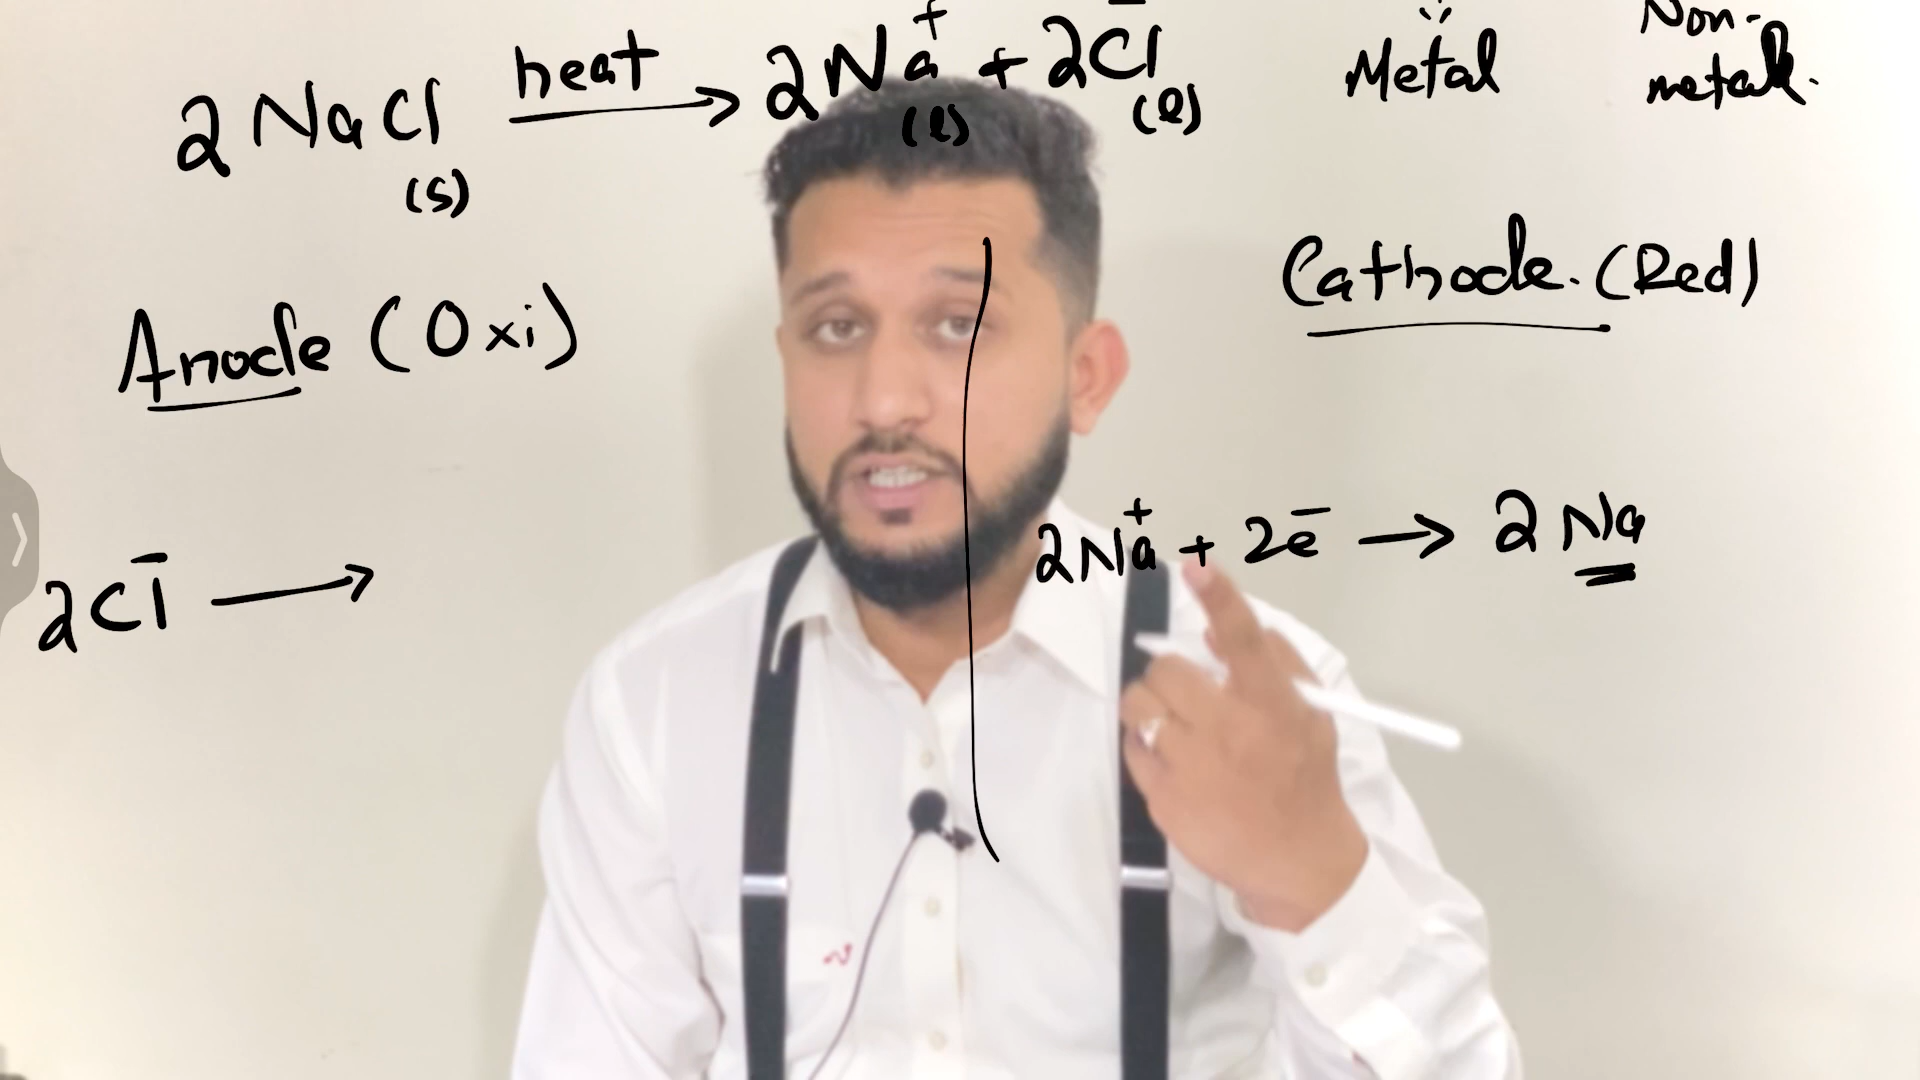 2NaCl (s) heat → 2Na⁺ (l) + 2Cl⁻ (l)
Metal
Non-
metal.
Anode (Oxi)
Cathode. (Red)
2Cl⁻ →
2Na⁺ + 2e⁻ → 2Na